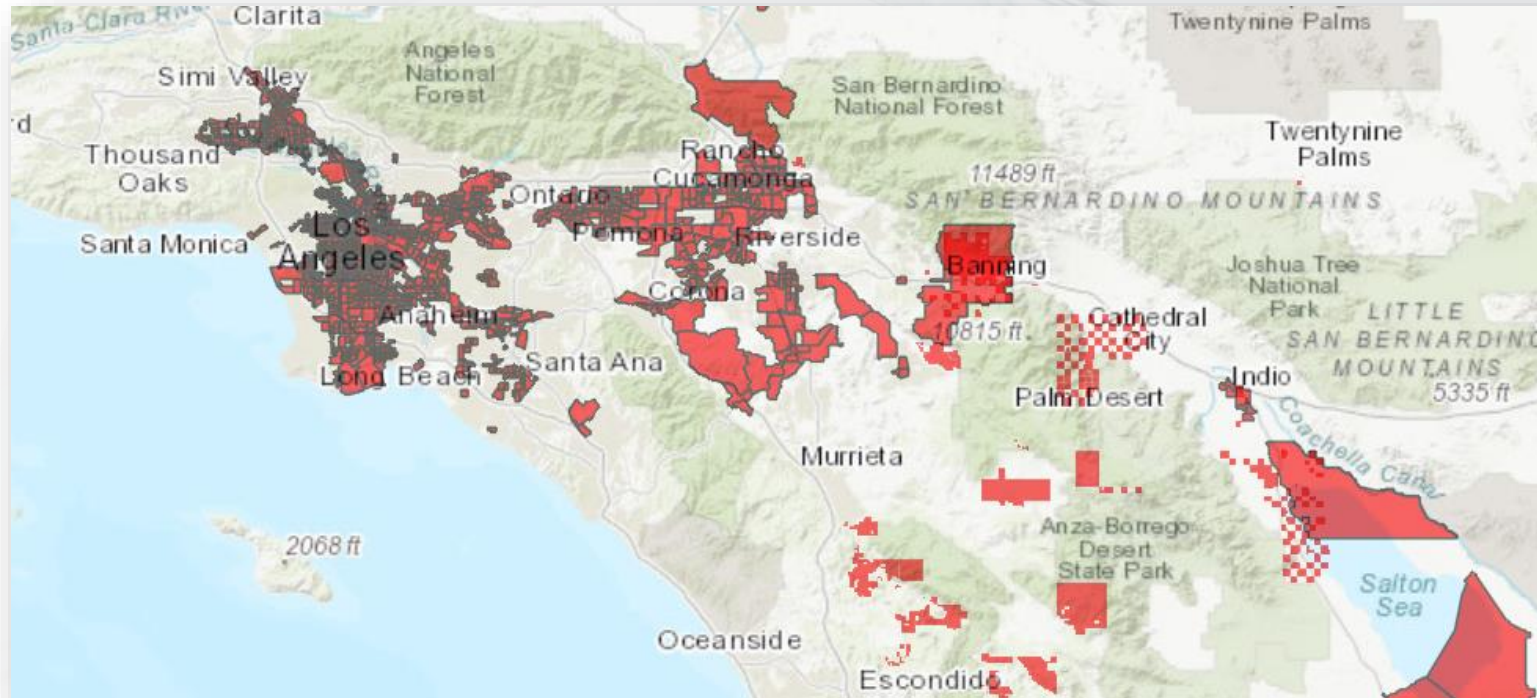 Clarita
Twentynine Palms
Santa Clara River
Angeles
National
Forest
Simi Valley
San Bernardino
National Forest
d
Thousand
Oaks
Twentynine
Palms
Rancho
Cucamonga
11489 ft
SAN BERNARDINO MOUNTAINS
Ontario
Los
Angeles
Santa Monica
Pomona
Riverside
Banning
Joshua Tree
National
Park
Corona
LITTLE
SAN BERNARDINO
MOUNTAINS
Anaheim
10815 ft
Cathedral
City
Santa Ana
Long Beach
Palm Desert
Indio
5335 ft
Coachella Canal
Murrieta
2068 ft
Anza-Borrego
Desert
State Park
Salton
Sea
Oceanside
Escondido